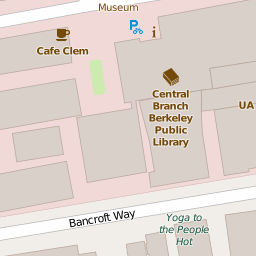 Museum
Cafe Clem
Central
Branch
Berkeley
Public
Library
UA
Bancroft Way
Yoga to
the People
Hot